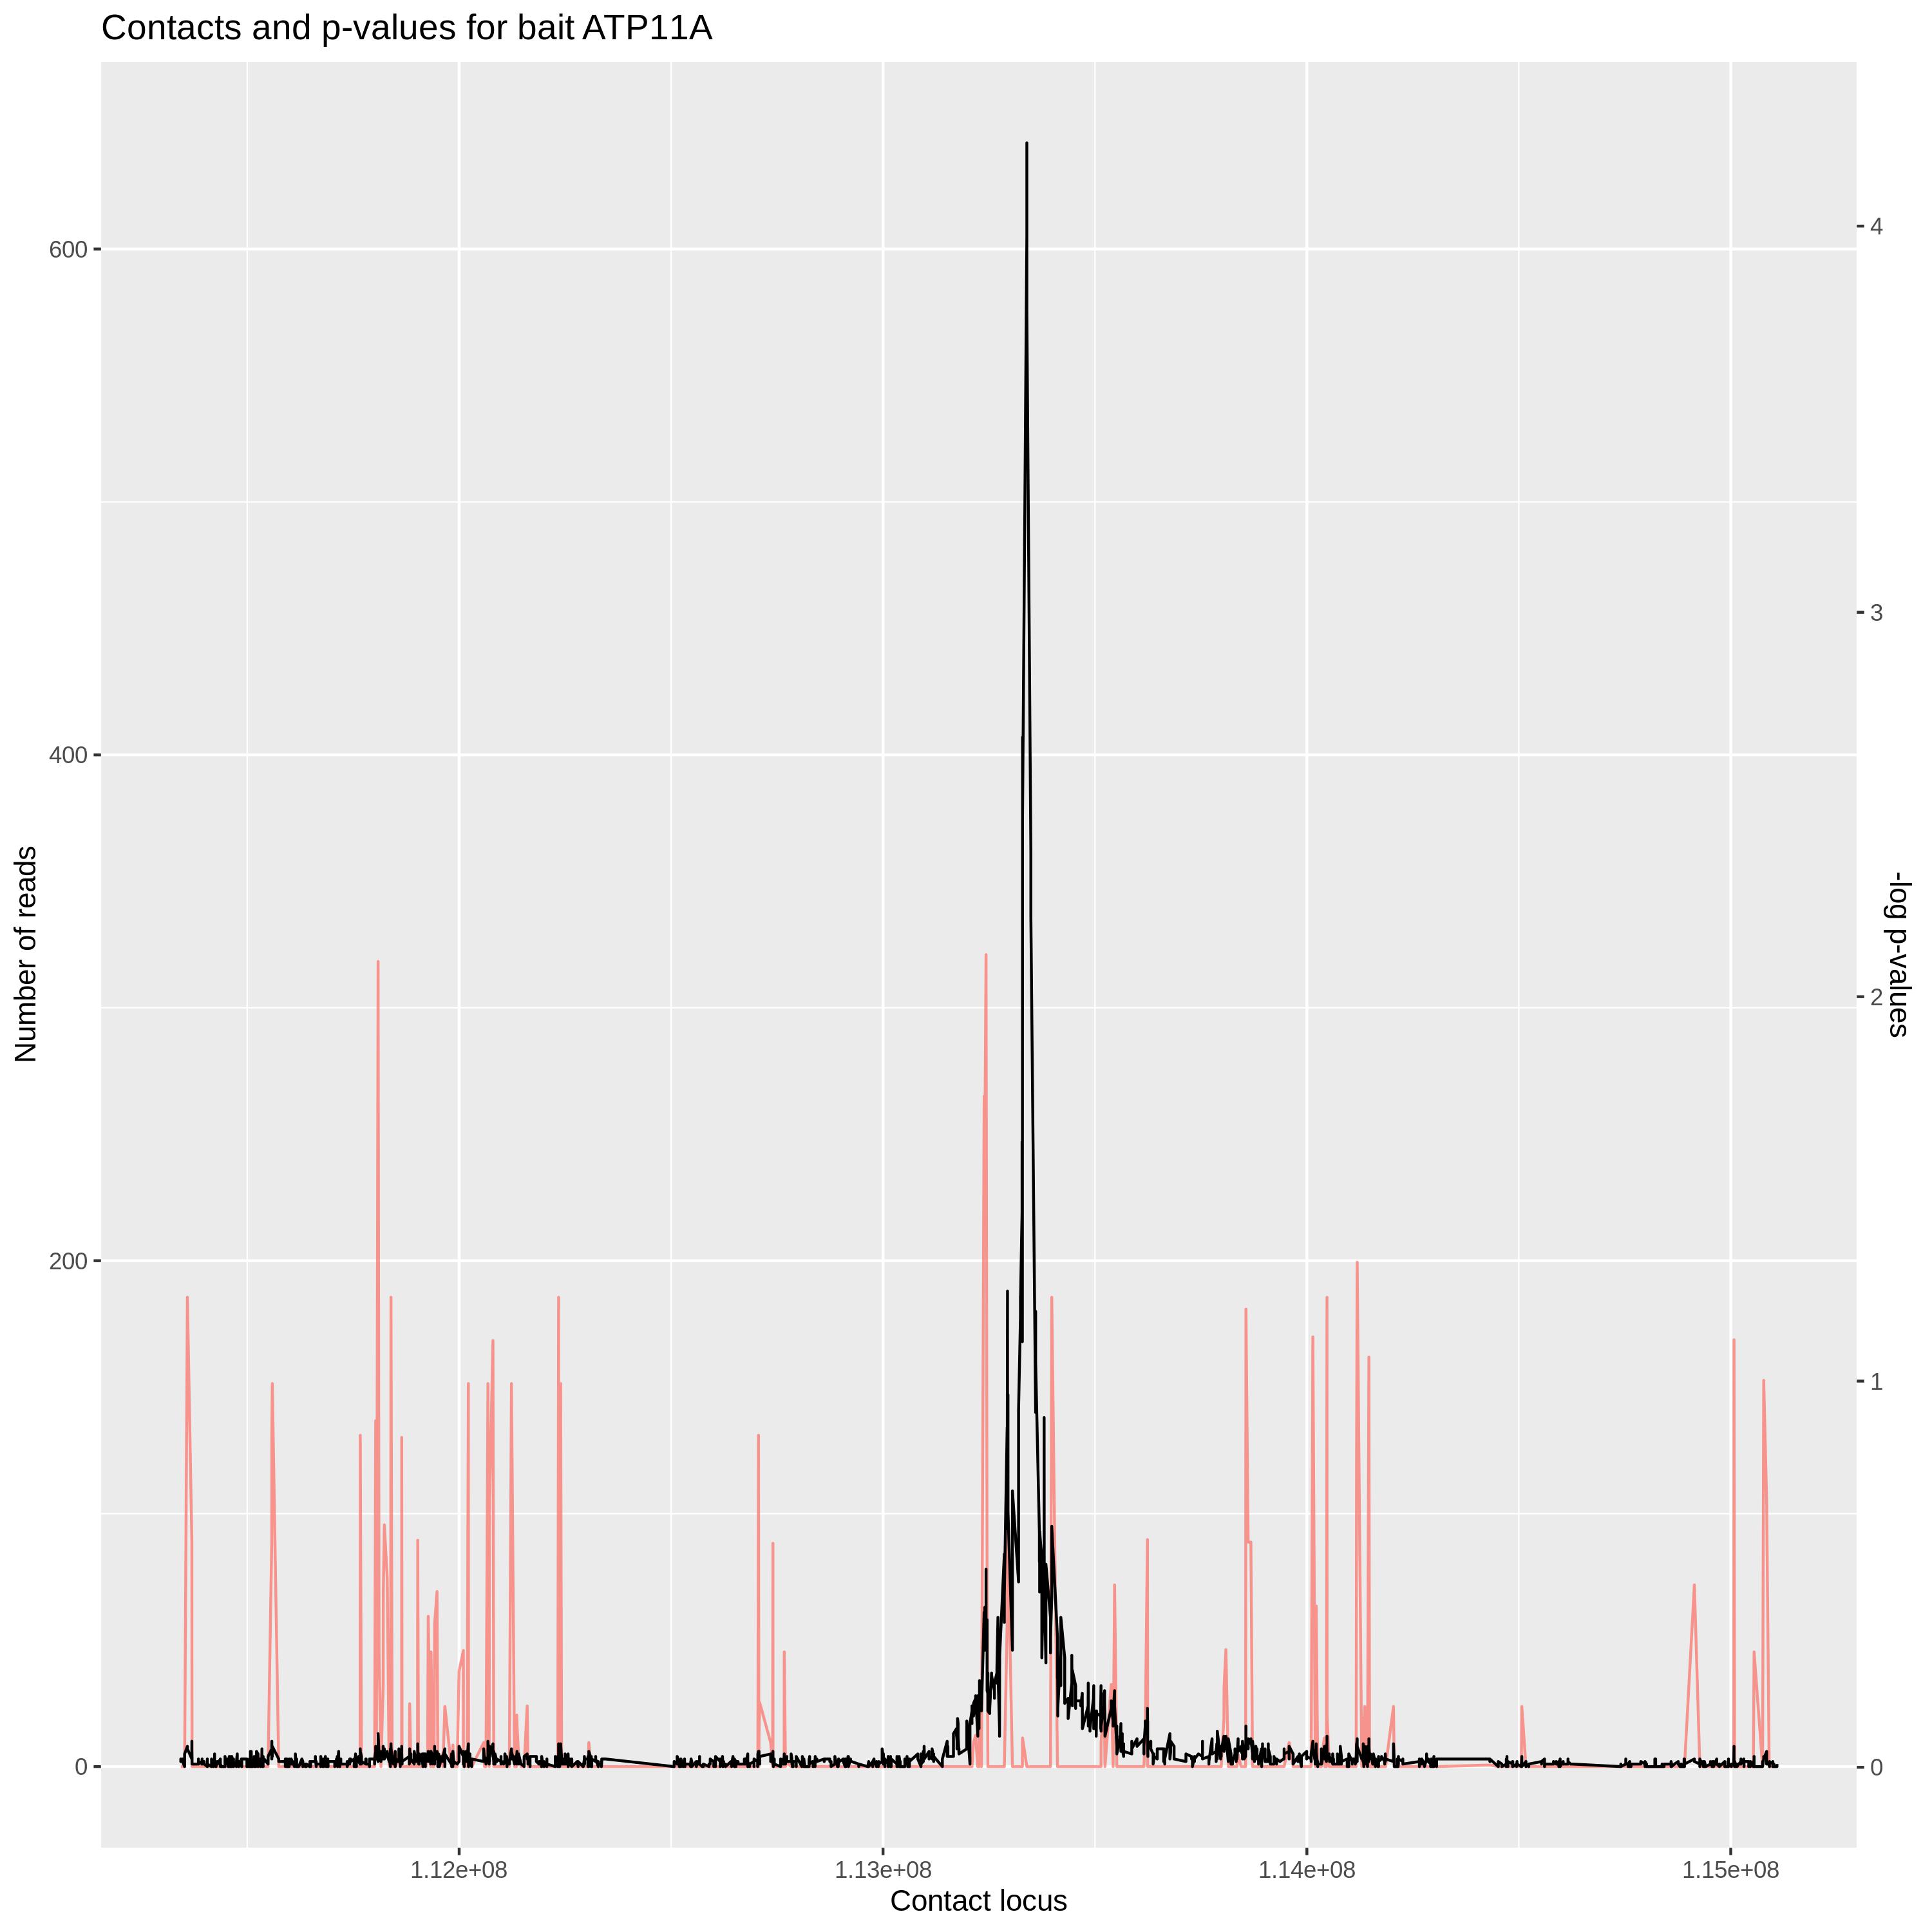 Contacts and p-values for bait ATP11A
600
400
200
0
Number of reads
4
3
2
1
0
-log p-values
1.12e+08
1.13e+08
1.14e+08
1.15e+08
Contact locus